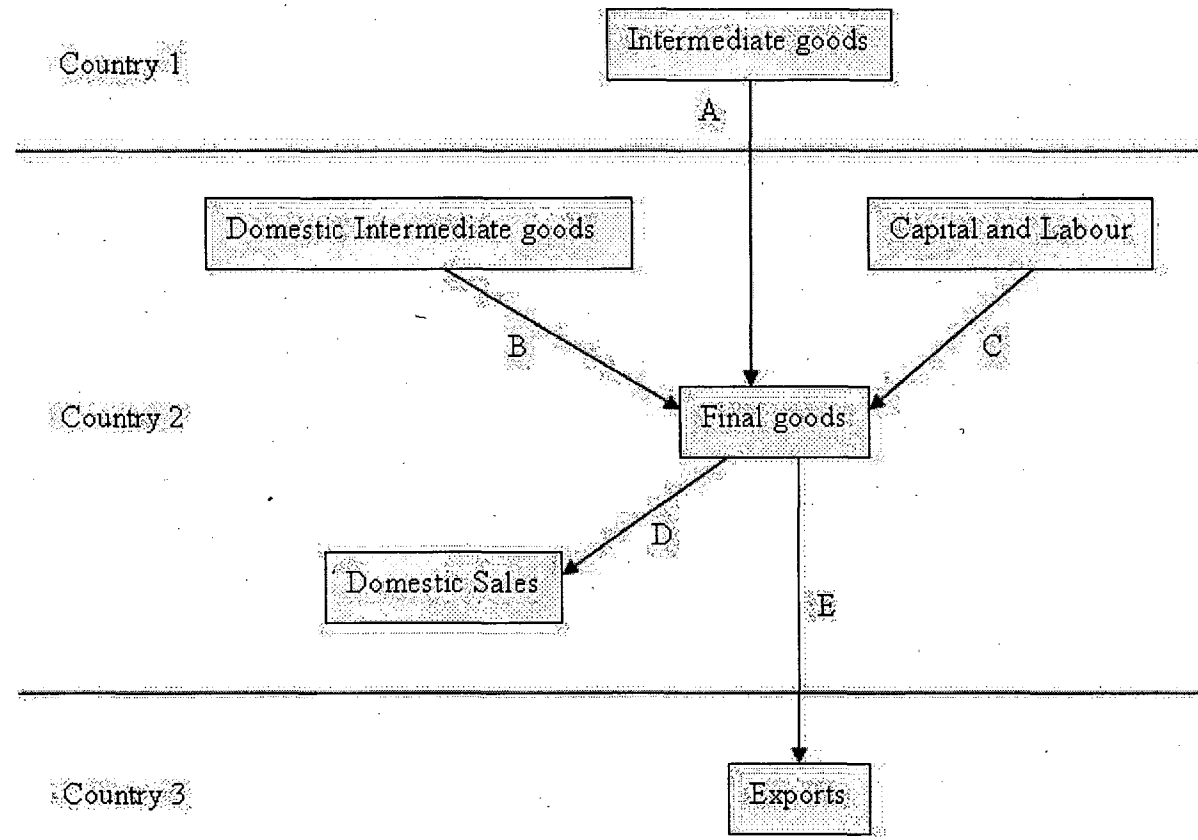 Intermediate goods
Country 1
A
Domestic Intermediate goods
Capital and Labour
B
C
Country 2
Final goods
D
Domestic Sales
E
Country 3
Exports